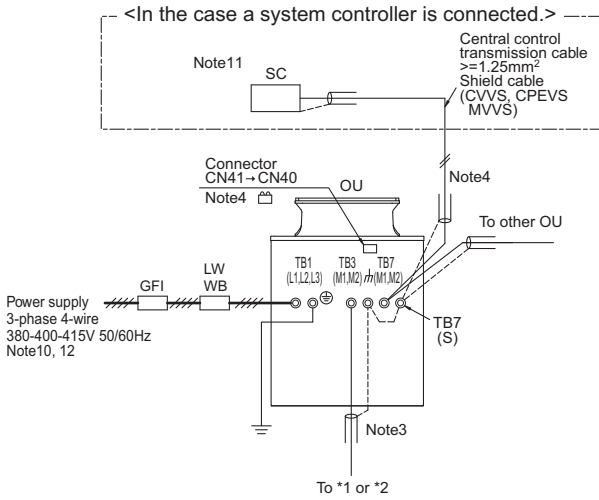 <In the case a system controller is connected.>
Central control
transmission cable
>=1.25mm²
Shield cable
(CVVS, CPEVS
MVVS)
Note11
SC
Connector
CN41→CN40
Note4
OU
Note4
To other OU
TB1
(L1,L2,L3)
TB3
(M1,M2)
TB7
(M1,M2)
GFI
LW
WB
Power supply
3-phase 4-wire
380-400-415V 50/60Hz
Note10, 12
TB7
(S)
Note3
To *1 or *2